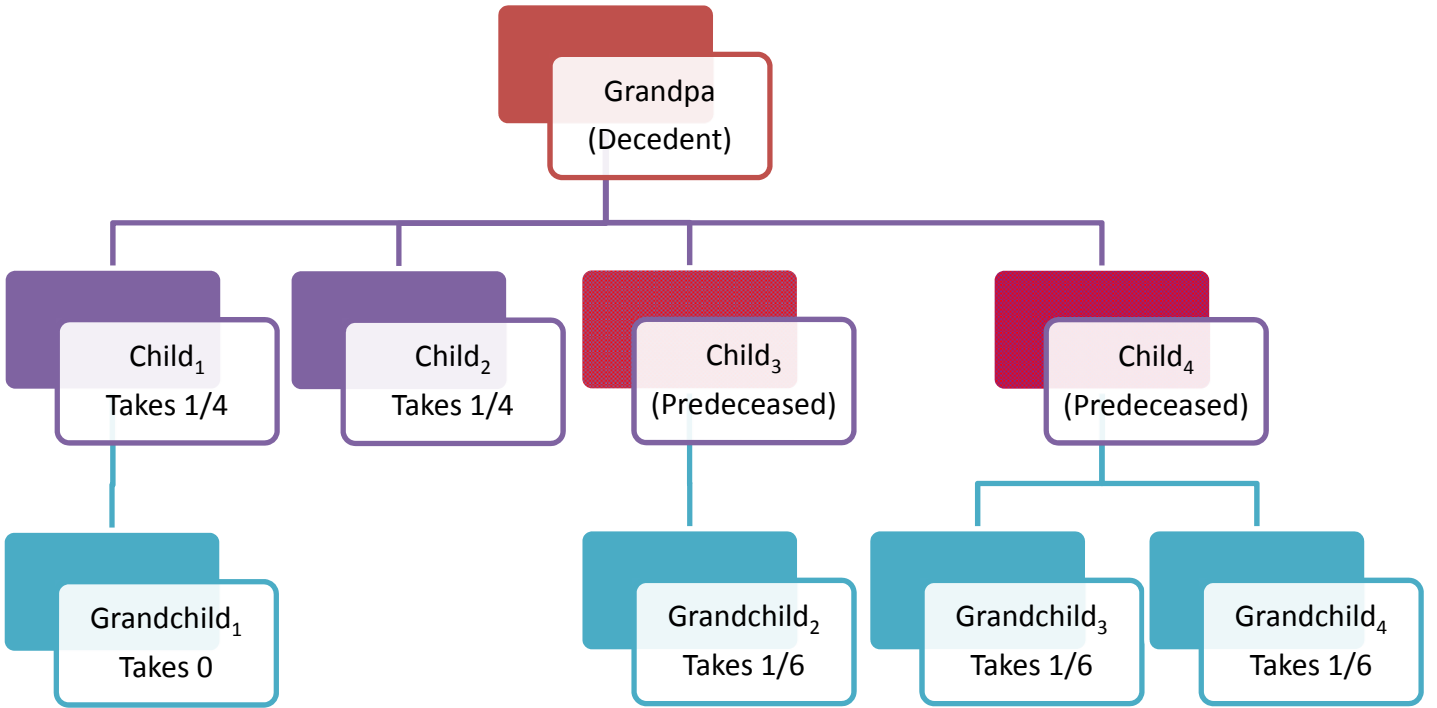 Grandpa
(Decedent)
Child₁
Takes 1/4
Child₂
Takes 1/4
Child₃
(Predeceased)
Child₄
(Predeceased)
Grandchild₁
Takes 0
Grandchild₂
Takes 1/6
Grandchild₃
Takes 1/6
Grandchild₄
Takes 1/6